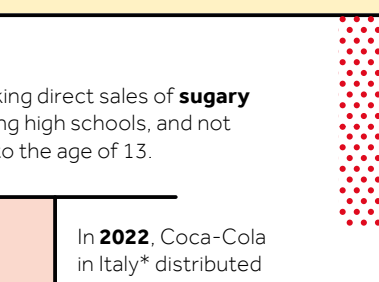 king direct sales of sugary
ng high schools, and not
o the age of 13.
In 2022, Coca-Cola
in Italy* distributed